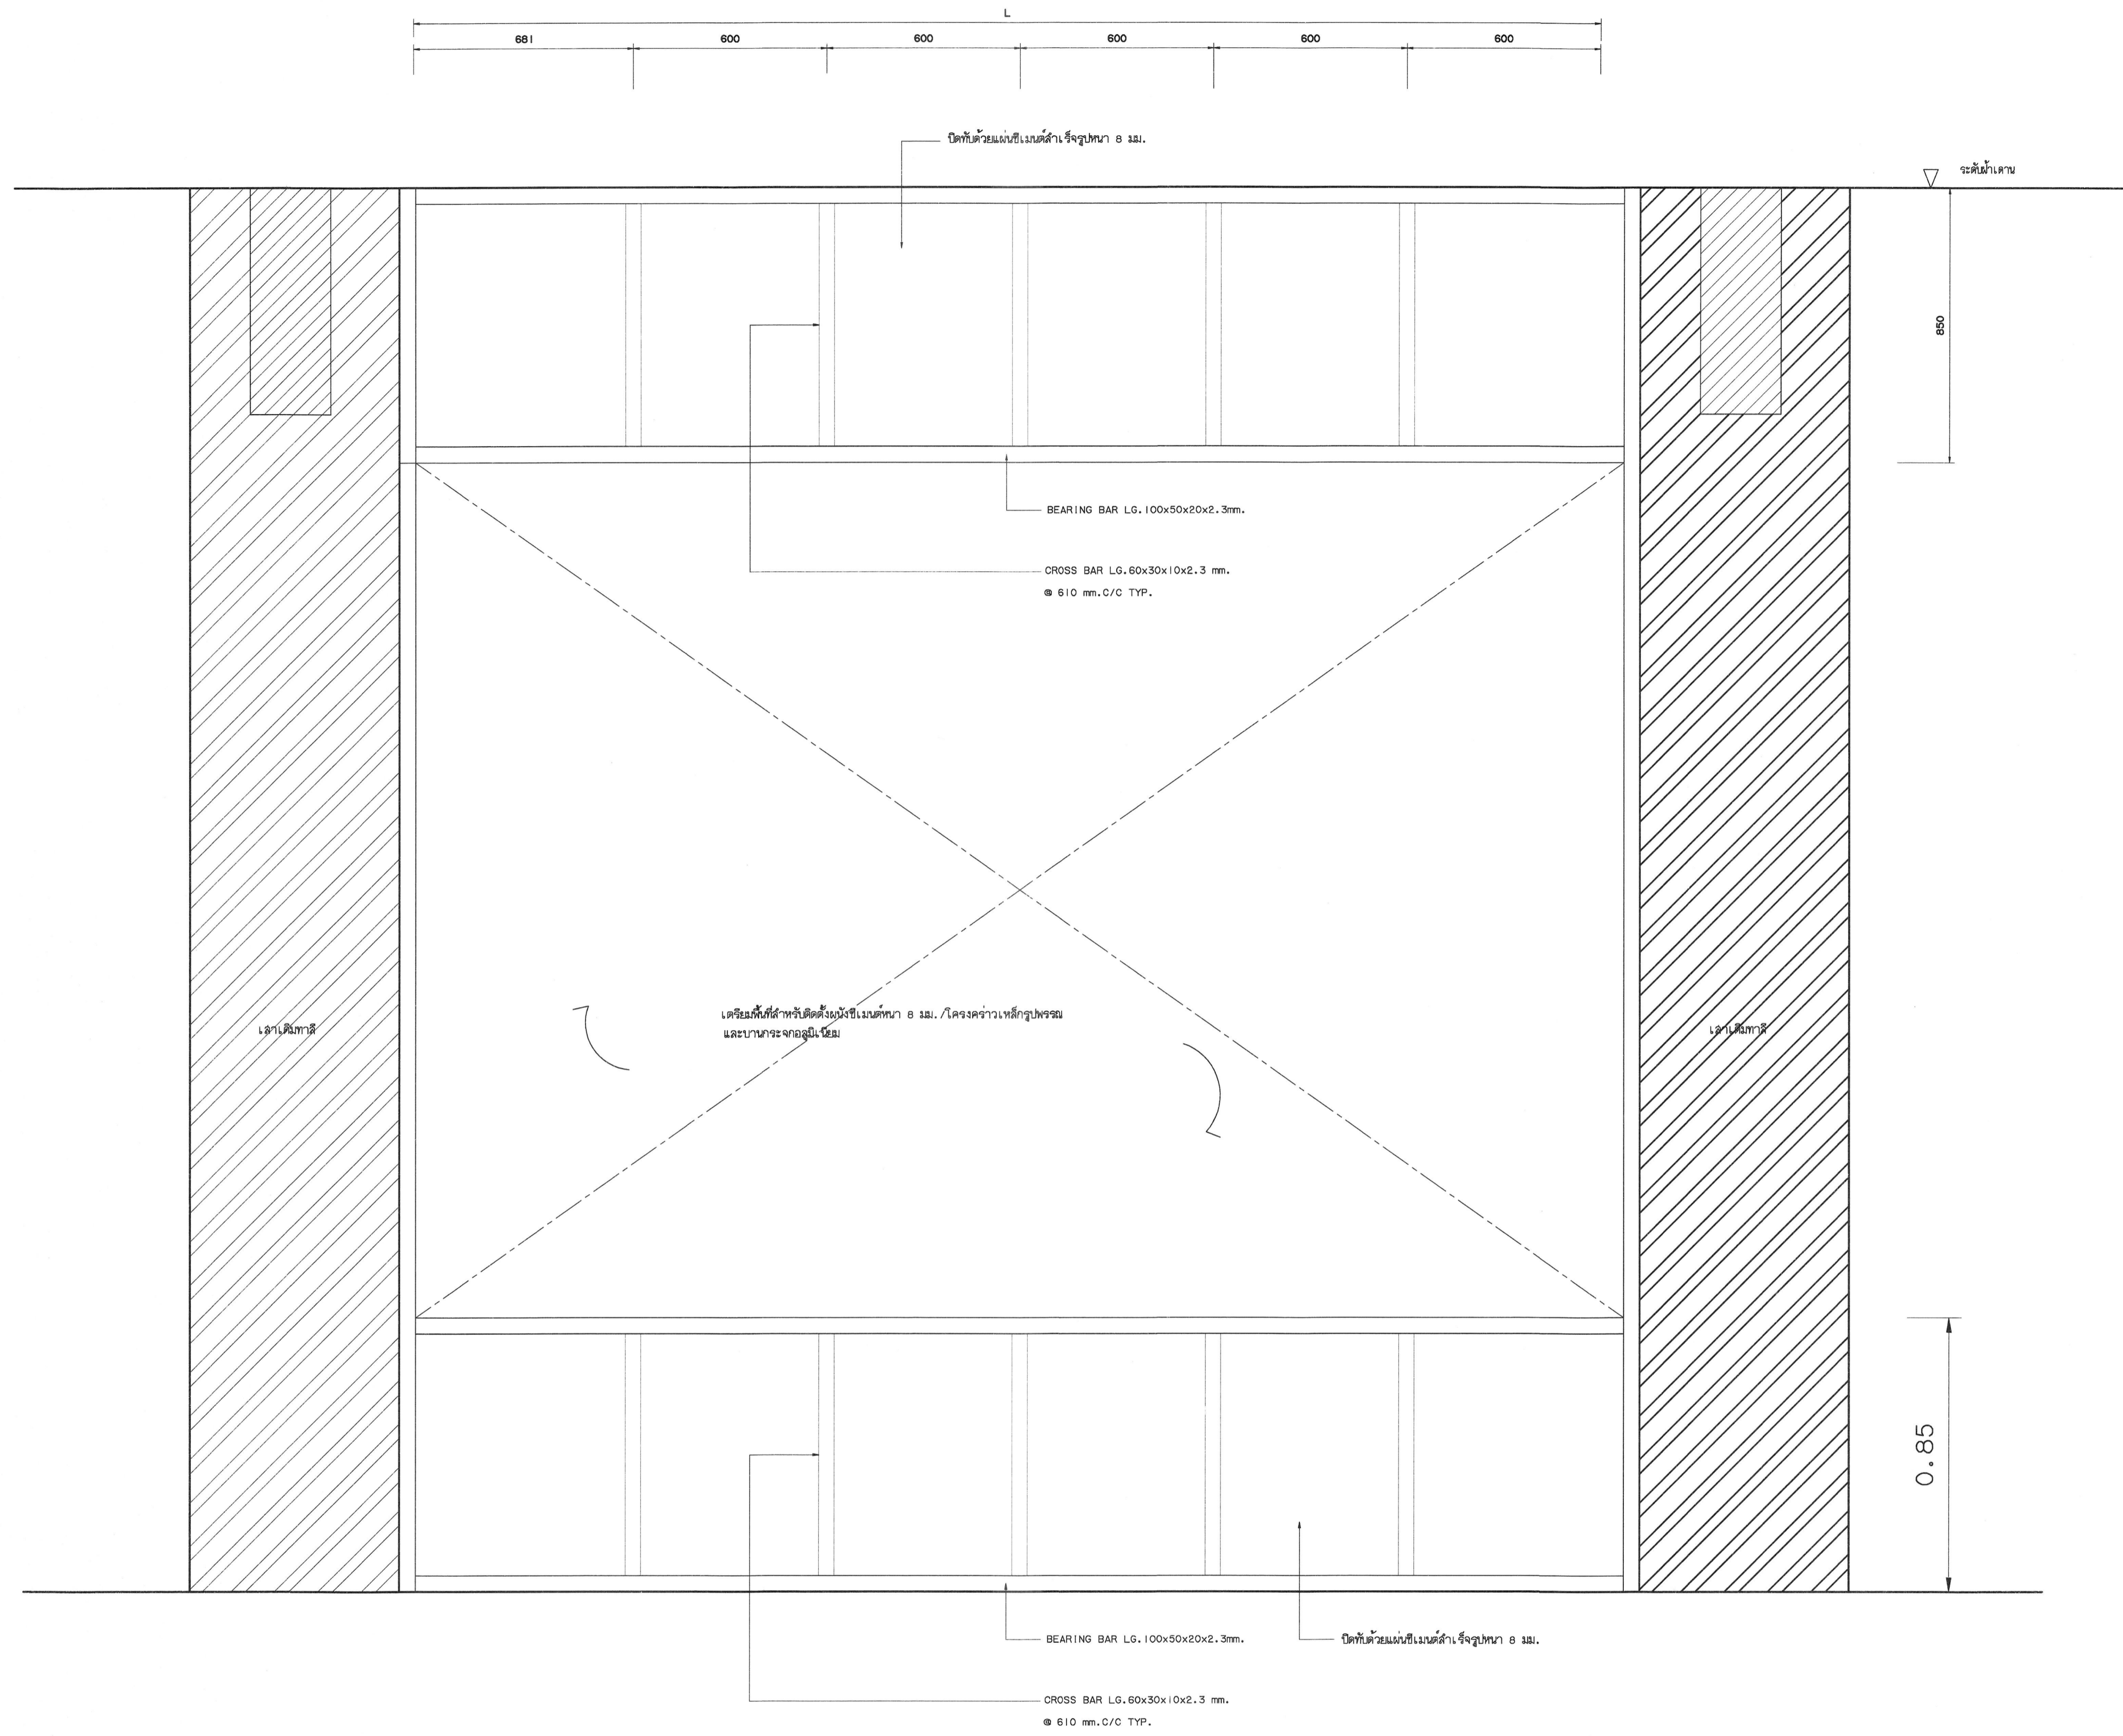 L
681 600 600 600 600 600
ปิดทับด้วยแผ่นซีเมนต์สำเร็จรูปหนา 8 มม.
ระดับฝ้าเดาน
850
BEARING BAR LG.100x50x20x2.3mm.
CROSS BAR LG.60x30x10x2.3 mm.
@ 610 mm.C/C TYP.
เตรียมพื้นที่สำหรับติดตั้งผนังซีเมนต์หนา 8 มม./โครงคร่าวเหล็กรูปพรรณ
และบานกระจกอลูมิเนียม
เสาเดิมทาสี
เสาเดิมทาสี
0.85
BEARING BAR LG.100x50x20x2.3mm.
ปิดทับด้วยแผ่นซีเมนต์สำเร็จรูปหนา 8 มม.
CROSS BAR LG.60x30x10x2.3 mm.
@ 610 mm.C/C TYP.